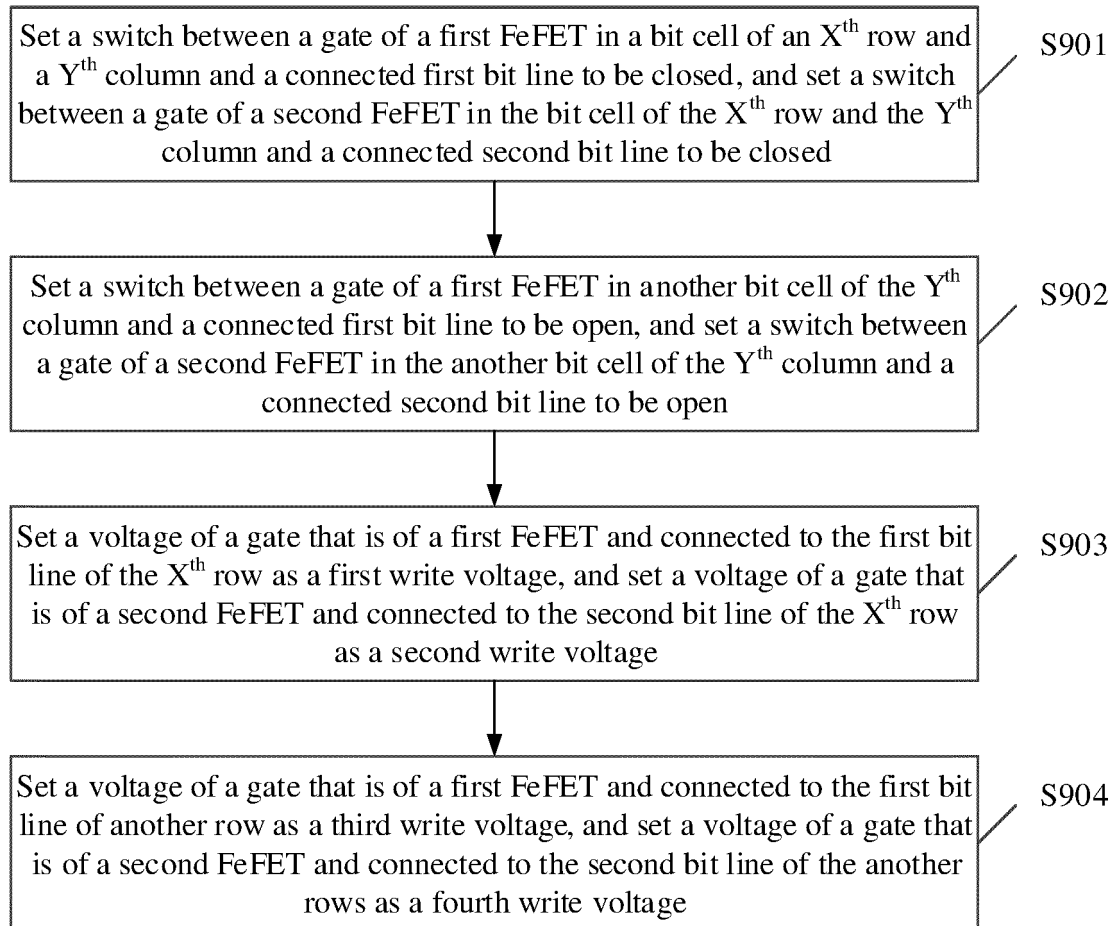 Set a switch between a gate of a first FeFET in a bit cell of an Xth row and
a Yth column and a connected first bit line to be closed, and set a switch
between a gate of a second FeFET in the bit cell of the Xth row and the Yth
column and a connected second bit line to be closed
S901
Set a switch between a gate of a first FeFET in another bit cell of the Yth
column and a connected first bit line to be open, and set a switch between
a gate of a second FeFET in the another bit cell of the Yth column and a
connected second bit line to be open
S902
Set a voltage of a gate that is of a first FeFET and connected to the first bit
line of the Xth row as a first write voltage, and set a voltage of a gate that
is of a second FeFET and connected to the second bit line of the Xth row
as a second write voltage
S903
Set a voltage of a gate that is of a first FeFET and connected to the first bit
line of another row as a third write voltage, and set a voltage of a gate that
is of a second FeFET and connected to the second bit line of the another
rows as a fourth write voltage
S904